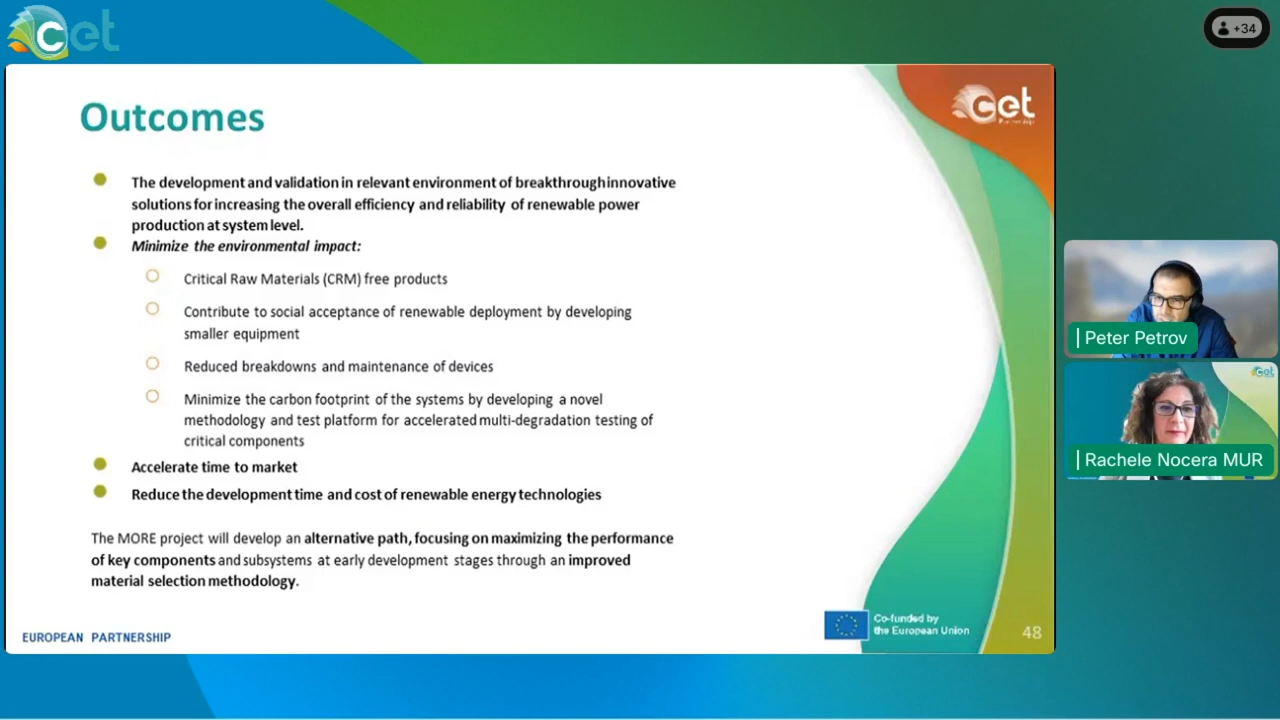 cet
+34
Outcomes
cet
Partnership
The development and validation in relevant environment of breakthrough innovative
solutions for increasing the overall efficiency and reliability of renewable power
production at system level.
Minimize the environmental impact:
Critical Raw Materials (CRM) free products
Contribute to social acceptance of renewable deployment by developing
smaller equipment
Reduced breakdowns and maintenance of devices
Minimize the carbon footprint of the systems by developing a novel
methodology and test platform for accelerated multi-degradation testing of
critical components
Accelerate time to market
Reduce the development time and cost of renewable energy technologies
The MORE project will develop an alternative path, focusing on maximizing the performance
of key components and subsystems at early development stages through an improved
material selection methodology.
EUROPEAN PARTNERSHIP
Co-funded by
the European Union
48
Peter Petrov
cet
Rachele Nocera MUR